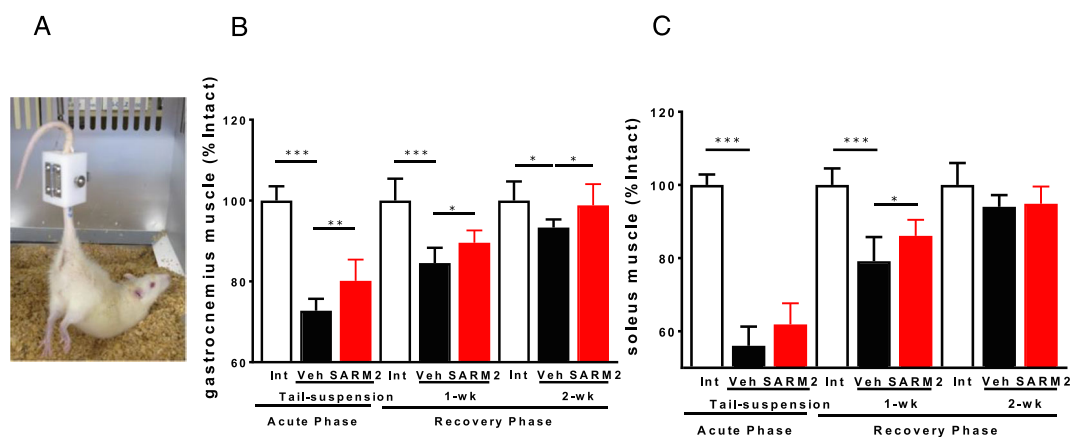 A
B
C
gastrocnemius muscle (% Intact)
120
100
80
60
***
**
***
*
*
*
Int Veh SARM2 Int Veh SARM2 Int Veh SARM2
Tail-suspension 1-wk 2-wk
Acute Phase Recovery Phase
soleus muscle (% Intact)
120
100
80
60
***
***
*
Int Veh SARM2 Int Veh SARM2 Int Veh SARM2
Tail-suspension 1-wk 2-wk
Acute Phase Recovery Phase